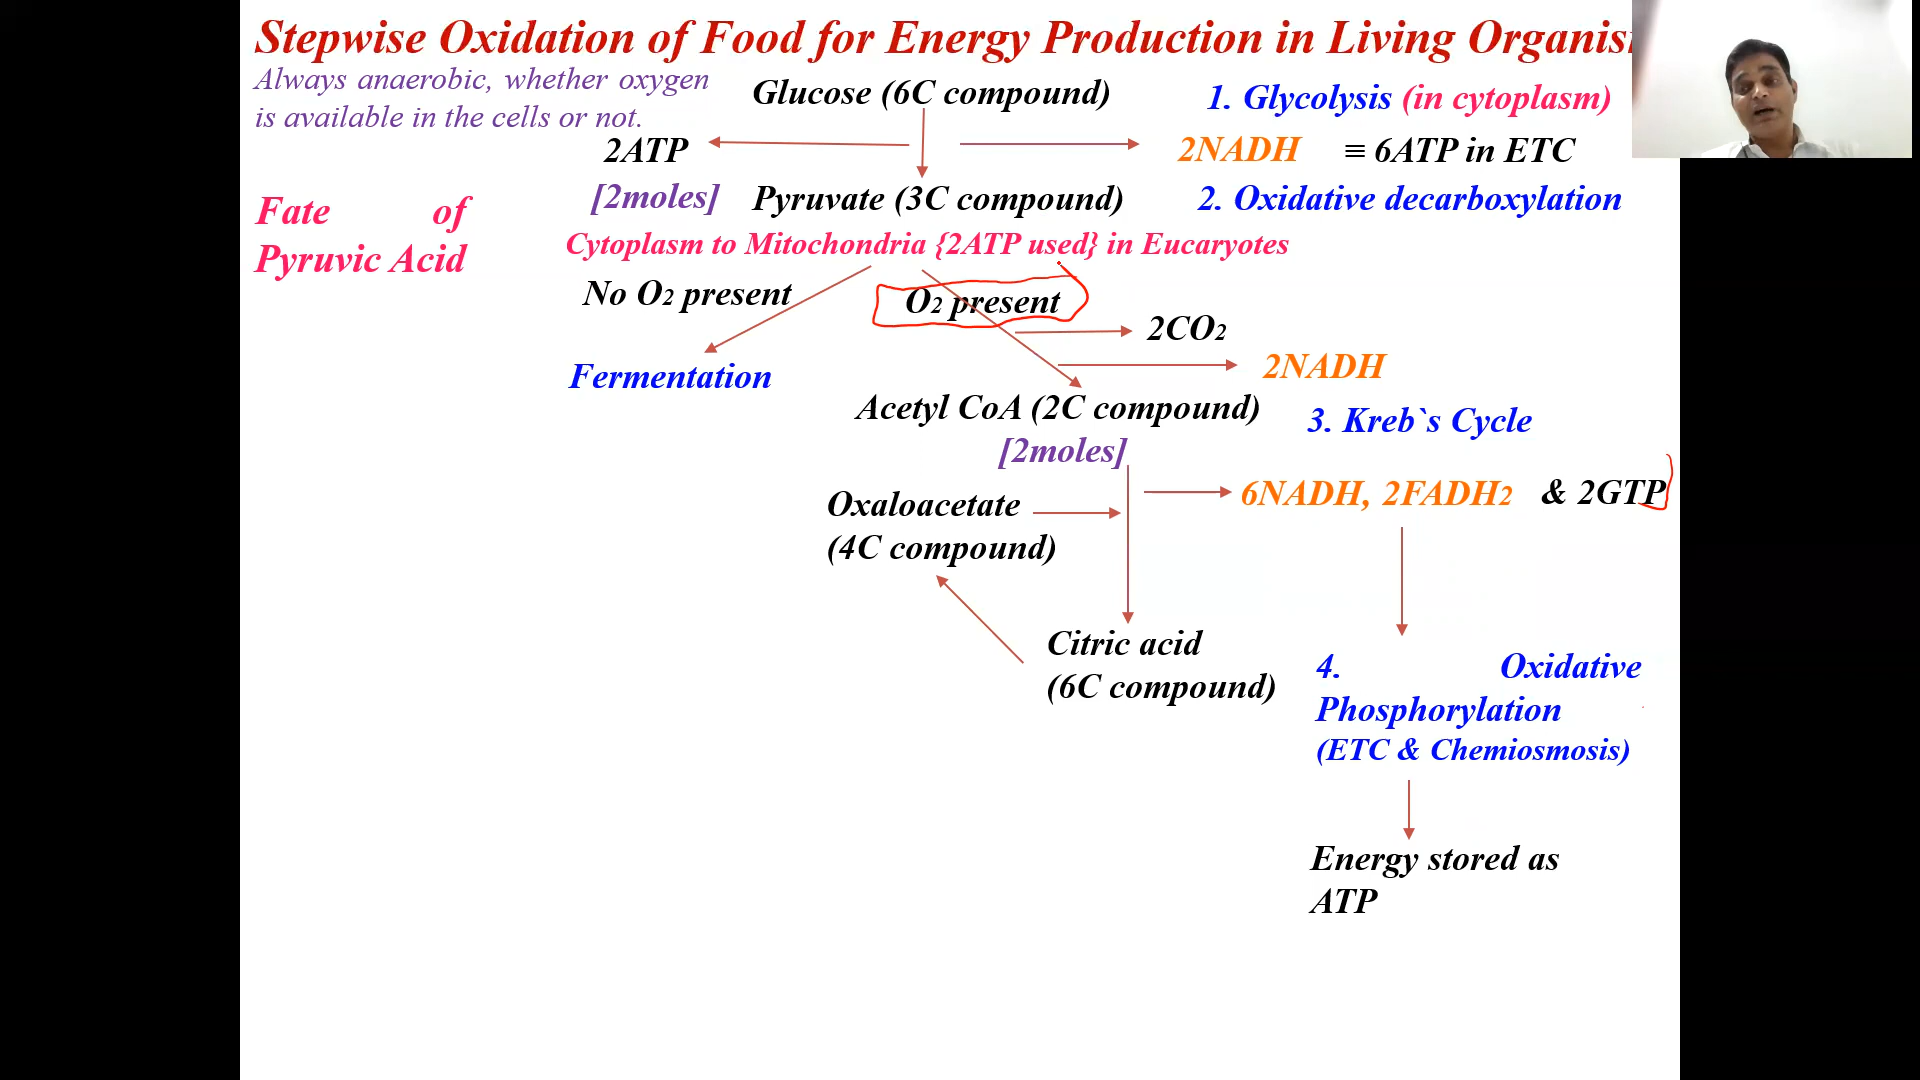 Stepwise Oxidation of Food for Energy Production in Living
Always anaerobic, whether oxygen
is available in the cells or not.
Glucose (6C compound)
1. Glycolysis (in cytoplasm)
2ATP
2NADH ≡ 6ATP in ETC
[2moles] Pyruvate (3C compound)
2. Oxidative decarboxylation
Fate of
Pyruvic Acid
Cytoplasm to Mitochondria {2ATP used} in Eucaryotes
No O2 present
O2 present
2CO2
2NADH
Fermentation
Acetyl CoA (2C compound)
[2moles]
3. Kreb`s Cycle
6NADH, 2FADH2 & 2GTP
Oxaloacetate
(4C compound)
Citric acid
(6C compound)
4. Oxidative
Phosphorylation
(ETC & Chemiosmosis)
Energy stored as
ATP